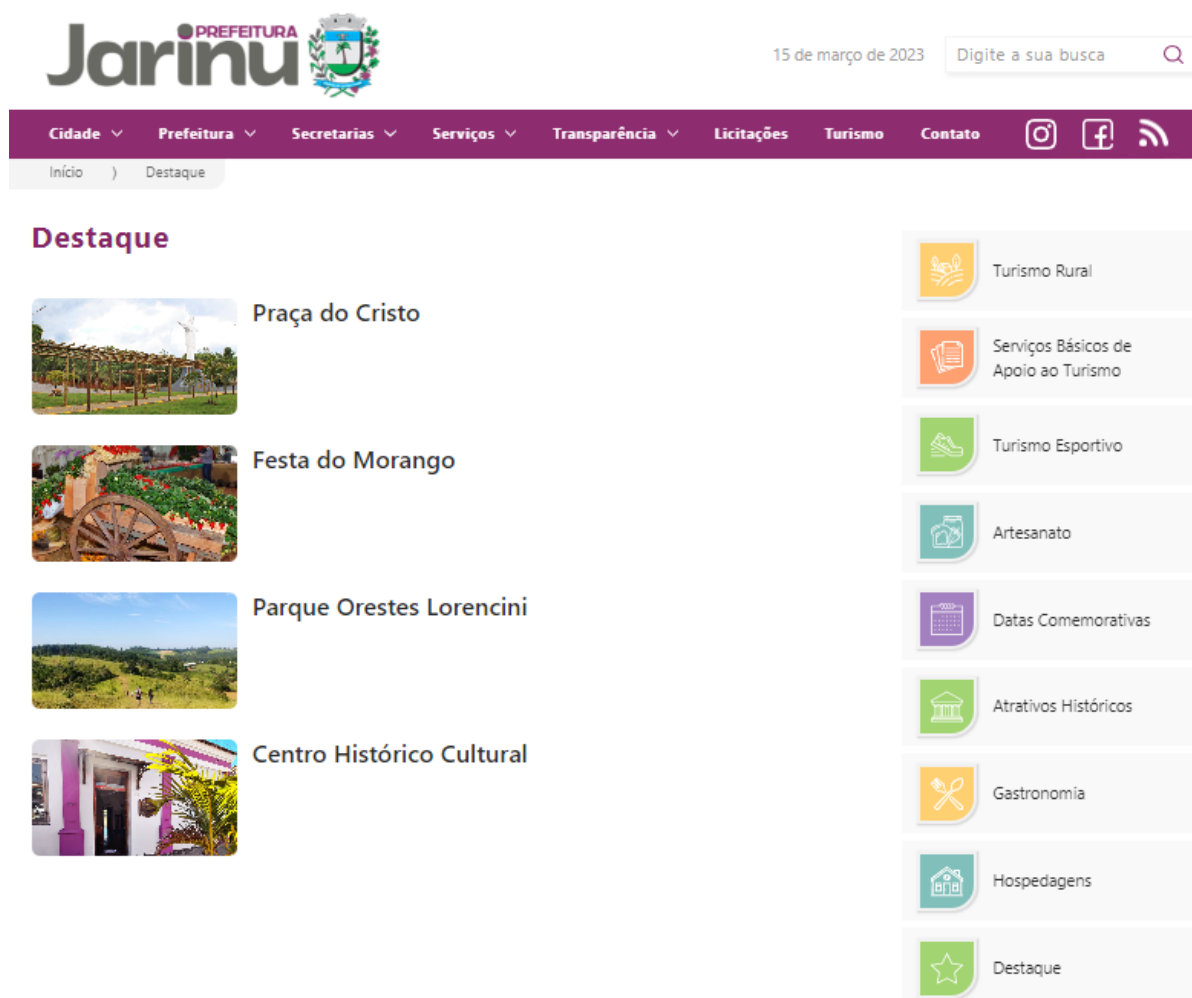 PREFEITURA
Jarinu
15 de março de 2023
Digite a sua busca
Cidade
Prefeitura
Secretarias
Serviços
Transparência
Licitações
Turismo
Contato
Início ) Destaque
Destaque
Praça do Cristo
Festa do Morango
Parque Orestes Lorencini
Centro Histórico Cultural
Turismo Rural
Serviços Básicos de
Apoio ao Turismo
Turismo Esportivo
Artesanato
Datas Comemorativas
Atrativos Históricos
Gastronomia
Hospedagens
Destaque